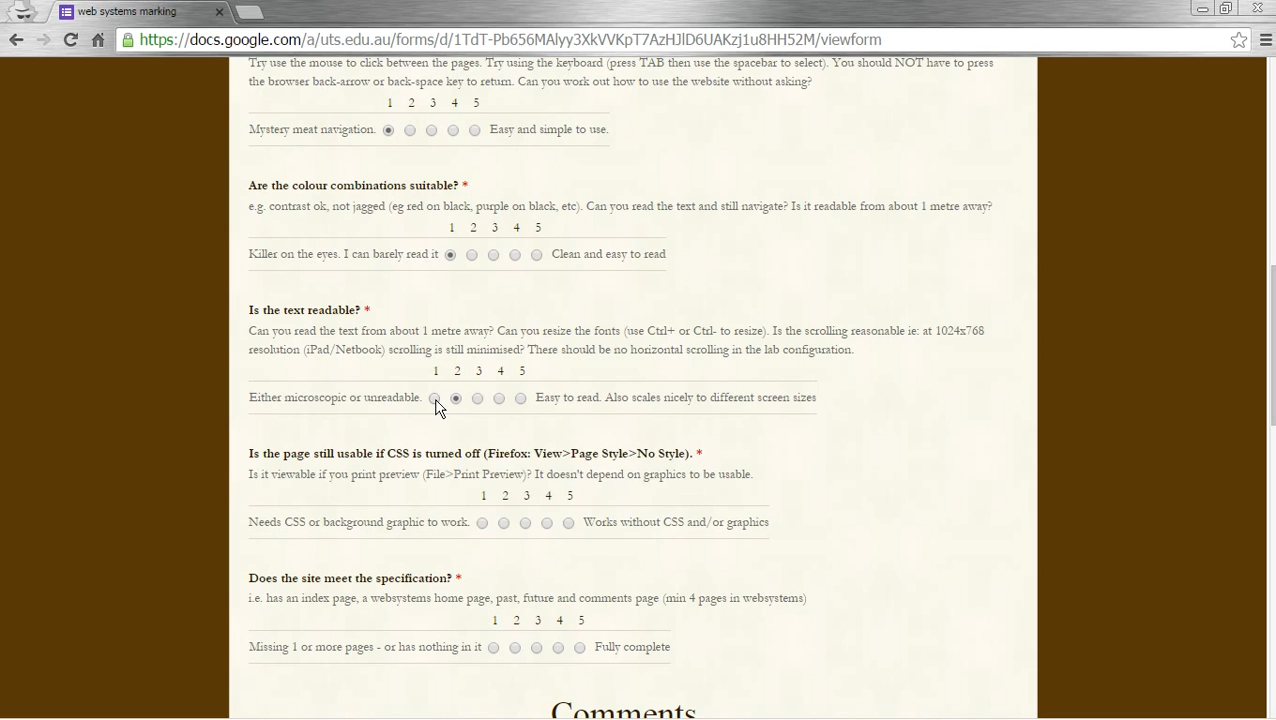 web systems marking
https://docs.google.com/a/uts.edu.au/forms/d/1TdT-Pb656MAlyy3XkVVKpT7AzHJlD6UAKzj1u8HH52M/viewform
Try use the mouse to click between the pages. Try using the keyboard (press TAB then use the spacebar to select). You should NOT have to press
the browser back-arrow or back-space key to return. Can you work out how to use the website without asking?
1 2 3 4 5
Mystery meat navigation. Easy and simple to use.
Are the colour combinations suitable? *
e.g. contrast ok, not jagged (eg red on black, purple on black, etc). Can you read the text and still navigate? Is it readable from about 1 metre away?
1 2 3 4 5
Killer on the eyes. I can barely read it Clean and easy to read
Is the text readable? *
Can you read the text from about 1 metre away? Can you resize the fonts (use Ctrl+ or Ctrl- to resize). Is the scrolling reasonable ie: at 1024x768
resolution (iPad/Netbook) scrolling is still minimised? There should be no horizontal scrolling in the lab configuration.
1 2 3 4 5
Either microscopic or unreadable. Easy to read. Also scales nicely to different screen sizes
Is the page still usable if CSS is turned off (Firefox: View>Page Style>No Style). *
Is it viewable if you print preview (File>Print Preview)? It doesn't depend on graphics to be usable.
1 2 3 4 5
Needs CSS or background graphic to work. Works without CSS and/or graphics
Does the site meet the specification? *
i.e. has an index page, a websystems home page, past, future and comments page (min 4 pages in websystems)
1 2 3 4 5
Missing 1 or more pages - or has nothing in it Fully complete
Comments